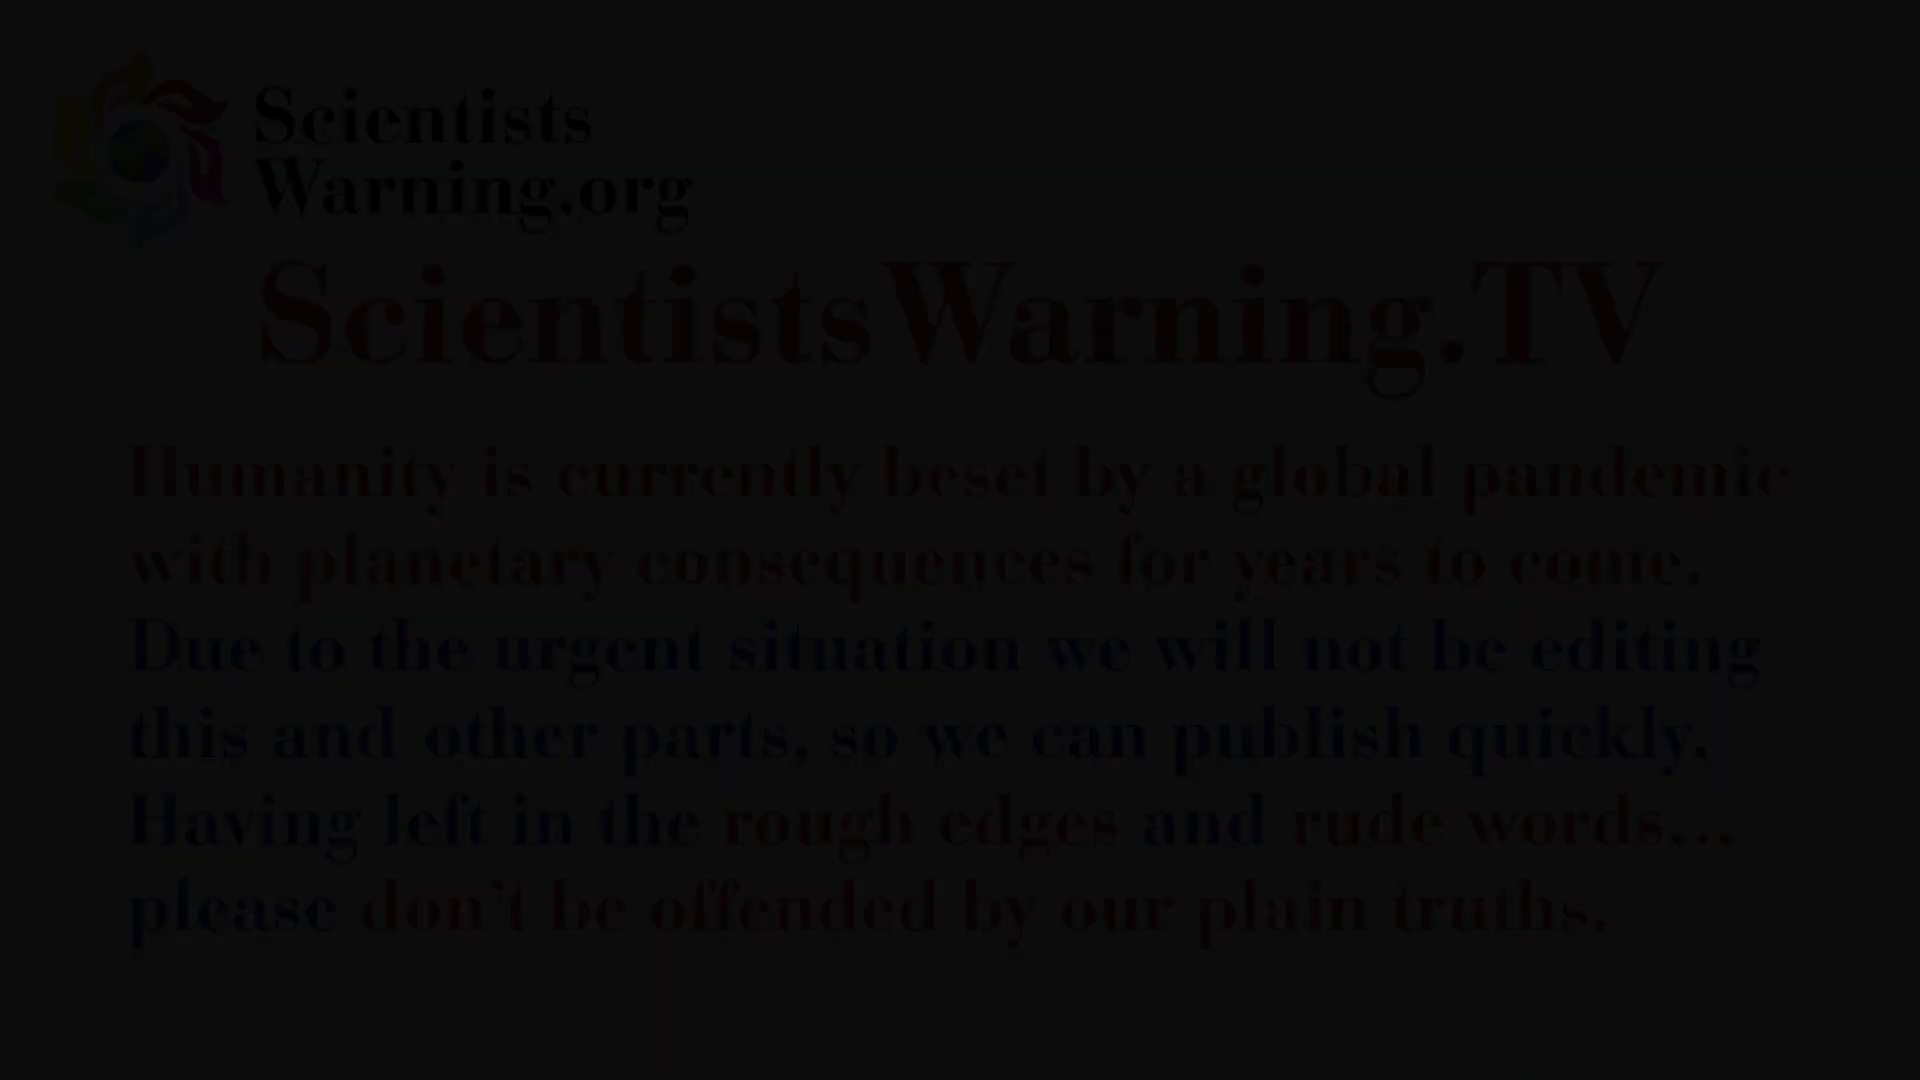 Scientists
Warning.org
ScientistsWarning.TV
Humanity is currently beset by a global pandemic
with planetary consequences for years to come.
Due to the urgent situation we will not be editing
this and other parts, so we can publish quickly.
Having left in the rough edges and rude words...
please don't be offended by our plain truths.